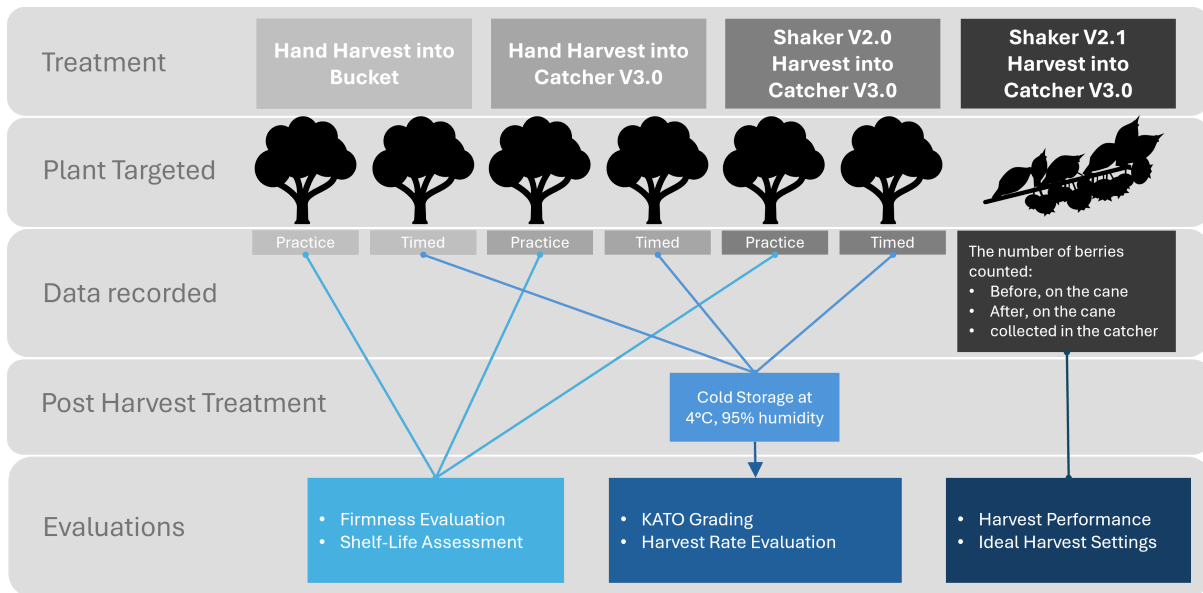 Treatment
Hand Harvest into
Bucket
Hand Harvest into
Catcher V3.0
Shaker V2.0
Harvest into
Catcher V3.0
Shaker V2.1
Harvest into
Catcher V3.0
Plant Targeted
Data recorded
Practice
Timed
Practice
Timed
Practice
Timed
The number of berries
counted:
• Before, on the cane
• After, on the cane
• collected in the catcher
Post Harvest Treatment
Cold Storage at
4°C, 95% humidity
Evaluations
• Firmness Evaluation
• Shelf-Life Assessment
• KATO Grading
• Harvest Rate Evaluation
• Harvest Performance
• Ideal Harvest Settings